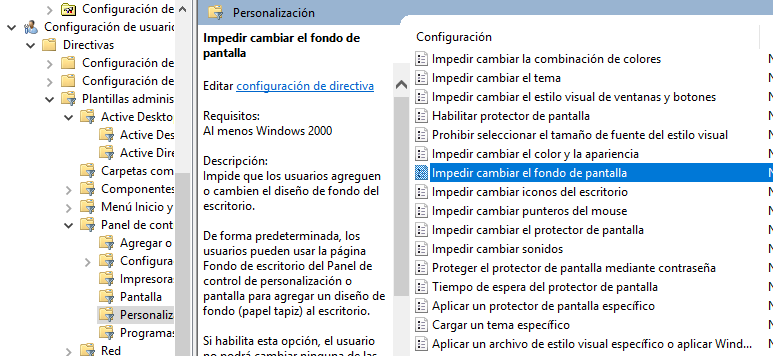 Configuración de
Configuración de usuario
Directivas
Configuración de
Configuración de
Plantillas adminis
Active Deskto
Active Des
Active Dire
Carpetas com
Componentes
Menú Inicio y
Panel de cont
Agregar o
Configura
Impresoras
Pantalla
Personaliza
Programas
Red
Personalización
Impedir cambiar el fondo de
pantalla
Editar configuración de directiva
Requisitos:
Al menos Windows 2000
Descripción:
Impide que los usuarios agreguen
o cambien el diseño de fondo del
escritorio.
De forma predeterminada, los
usuarios pueden usar la página
Fondo de escritorio del Panel de
control de personalización o
pantalla para agregar un diseño de
fondo (papel tapiz) al escritorio.
Si habilita esta opción, el usuario
no podrá cambiar ninguna de las
Configuración
Impedir cambiar la combinación de colores
Impedir cambiar el tema
Impedir cambiar el estilo visual de ventanas y botones
Habilitar protector de pantalla
Prohibir seleccionar el tamaño de fuente del estilo visual
Impedir cambiar el color y la apariencia
Impedir cambiar el fondo de pantalla
Impedir cambiar iconos del escritorio
Impedir cambiar punteros del mouse
Impedir cambiar el protector de pantalla
Impedir cambiar sonidos
Proteger el protector de pantalla mediante contraseña
Tiempo de espera del protector de pantalla
Aplicar un protector de pantalla específico
Cargar un tema específico
Aplicar un archivo de estilo visual específico o aplicar Wind...